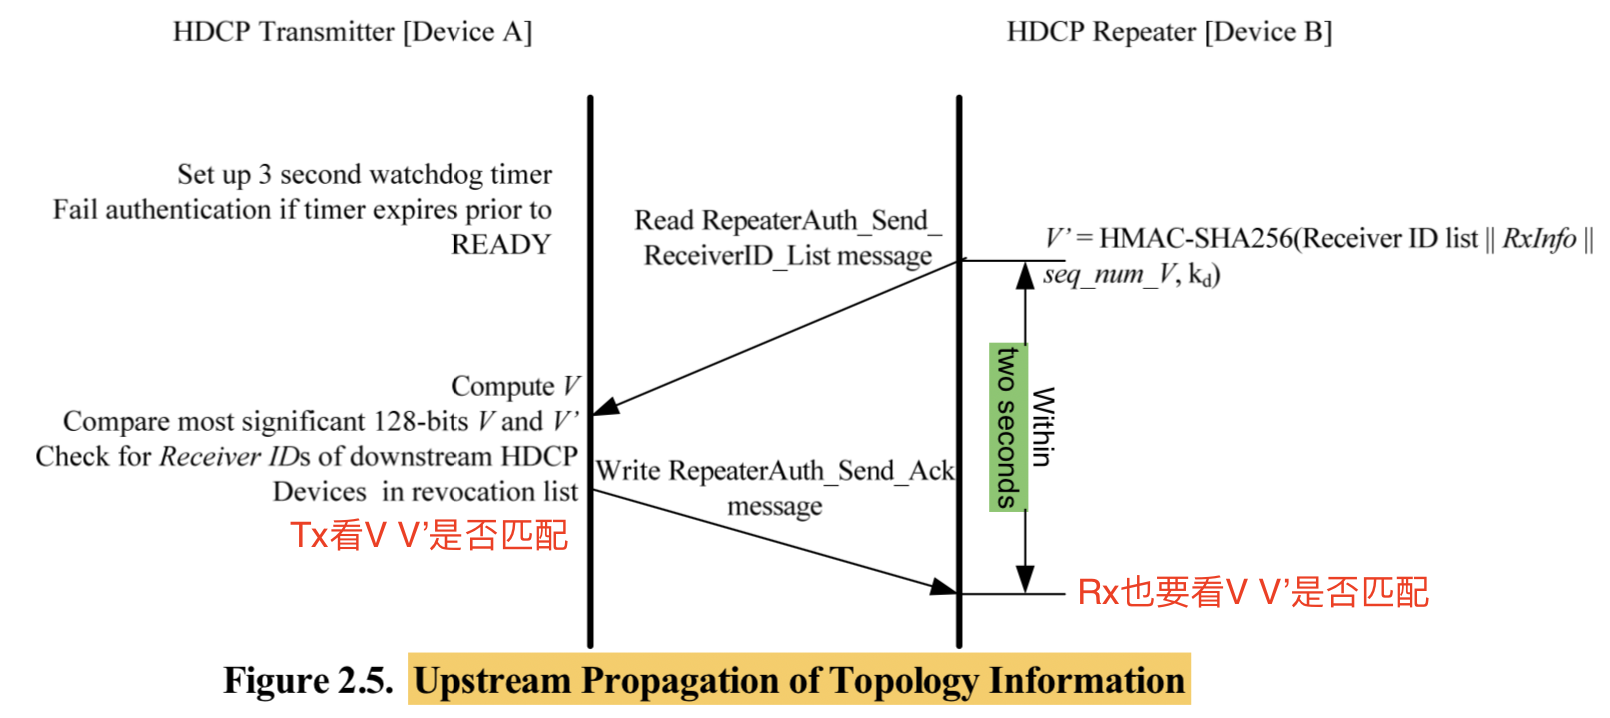 HDCP Transmitter [Device A]
HDCP Repeater [Device B]
Set up 3 second watchdog timer
Fail authentication if timer expires prior to
READY
Read RepeaterAuth_Send_
ReceiverID_List message
V’ = HMAC-SHA256(Receiver ID list || RxInfo ||
seq_num_V, kd)
Within
two seconds
Compute V
Compare most significant 128-bits V and V’
Check for Receiver IDs of downstream HDCP
Devices in revocation list
Tx看V V’是否匹配
Write RepeaterAuth_Send_Ack
message
Rx也要看V V’是否匹配
Figure 2.5. Upstream Propagation of Topology Information